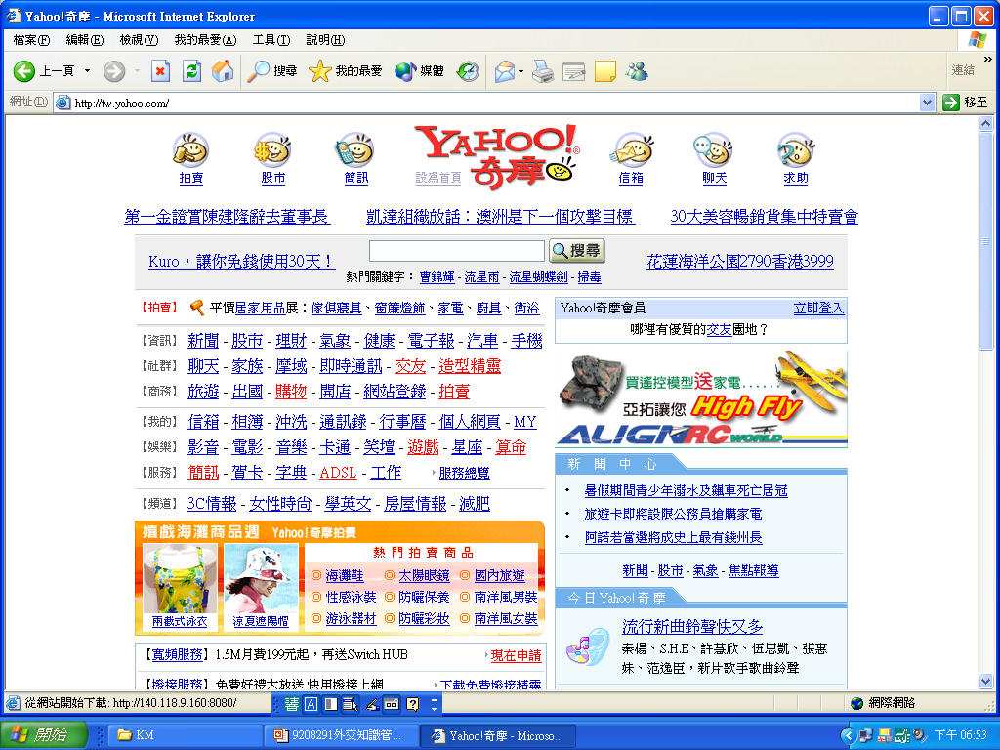 Yahoo!奇摩 - Microsoft Internet Explorer
檔案(F) 編輯(E) 檢視(V) 我的最愛(A) 工具(T) 說明(H)
上一頁 搜尋 我的最愛 媒體 連結
網址(D) http://tw.yahoo.com/ 移至
YAHOO!®
奇摩
拍賣 股市 簡訊 設為首頁 信箱 聊天 求助
第一金證實陳建隆辭去董事長 凱達組織放話：澳洲是下一個攻擊目標 30大美容暢銷貨集中特賣會
搜尋
Kuro，讓你免錢使用30天！ 花蓮海洋公園2790香港3999
熱門關鍵字：曹錦輝 - 流星雨 - 流星蝴蝶劍 - 掃毒
【拍賣】 平價居家用品展：傢俱寢具、窗簾燈飾、家電、廚具、衛浴
【資訊】 新聞 - 股市 - 理財 - 氣象 - 健康 - 電子報 - 汽車 - 手機
【社群】 聊天 - 家族 - 摩域 - 即時通訊 - 交友 - 造型精靈
【商務】 旅遊 - 出國 - 購物 - 開店 - 網站登錄 - 拍賣
【我的】 信箱 - 相簿 - 沖洗 - 通訊錄 - 行事曆 - 個人網頁 - MY
【娛樂】 影音 - 電影 - 音樂 - 卡通 - 笑壇 - 遊戲 - 星座 - 算命
【服務】 簡訊 - 賀卡 - 字典 - ADSL - 工作 服務總覽
【頻道】 3C情報 - 女性時尚 - 學英文 - 房屋情報 - 減肥
嬉戲海灘商品週 Yahoo!奇摩拍賣
熱門拍賣商品
海灘鞋 太陽眼鏡 國內旅遊
性感泳裝 防曬保養 南洋風男裝
游泳器材 防曬彩妝 南洋風女裝
兩截式泳衣 涼夏遮陽帽
【寬頻服務】1.5M月費199元起，再送Switch HUB 現在申請
【撥接服務】免費好禮大放送 快用撥接上網 下載免費撥接精靈
Yahoo!奇摩會員 立即登入
哪裡有優質的交友園地？
買遙控模型送家電......
亞拓讓您 High Fly
ALIGN RC WORLD
新聞中心
• 暑假期間青少年溺水及飆車死亡居冠
• 旅遊卡即將設限公務員搶購家電
• 阿諾若當選將成史上最有錢州長
新聞 - 股市 - 氣象 - 焦點報導
今日Yahoo!奇摩
流行新曲鈴聲快又多
秦楊、S.H.E、許慧欣、伍思凱、張惠
妹、范逸臣，新片歌手歌曲鈴聲
從網站開始下載: http://140.118.9.160:8080/ 網際網路
開始 KM 9208291外交知識管... Yahoo!奇摩 - Microso... 下午 06:53